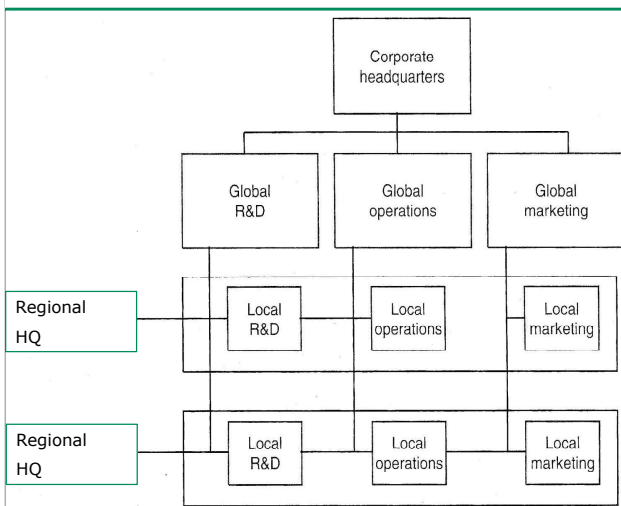 Corporate
headquarters
Global
R&D
Global
operations
Global
marketing
Regional
HQ
Local
R&D
Local
operations
Local
marketing
Regional
HQ
Local
R&D
Local
operations
Local
marketing